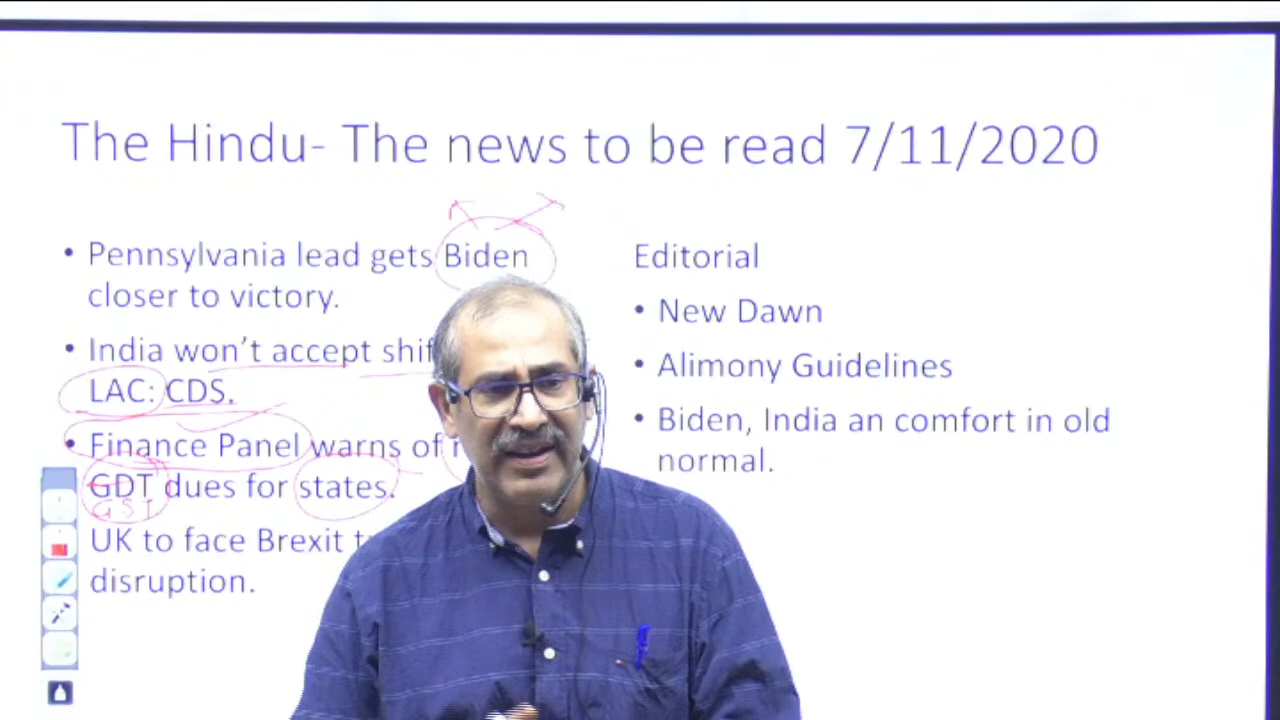 The Hindu- The news to be read 7/11/2020
• Pennsylvania lead gets Biden
closer to victory.
• India won't accept
LAC: CDS.
• Finance Panel warns of
GDT dues for states.
GST
UK to face Brexit
disruption.
Editorial
• New Dawn
• Alimony Guidelines
• Biden, India an comfort in old
normal.